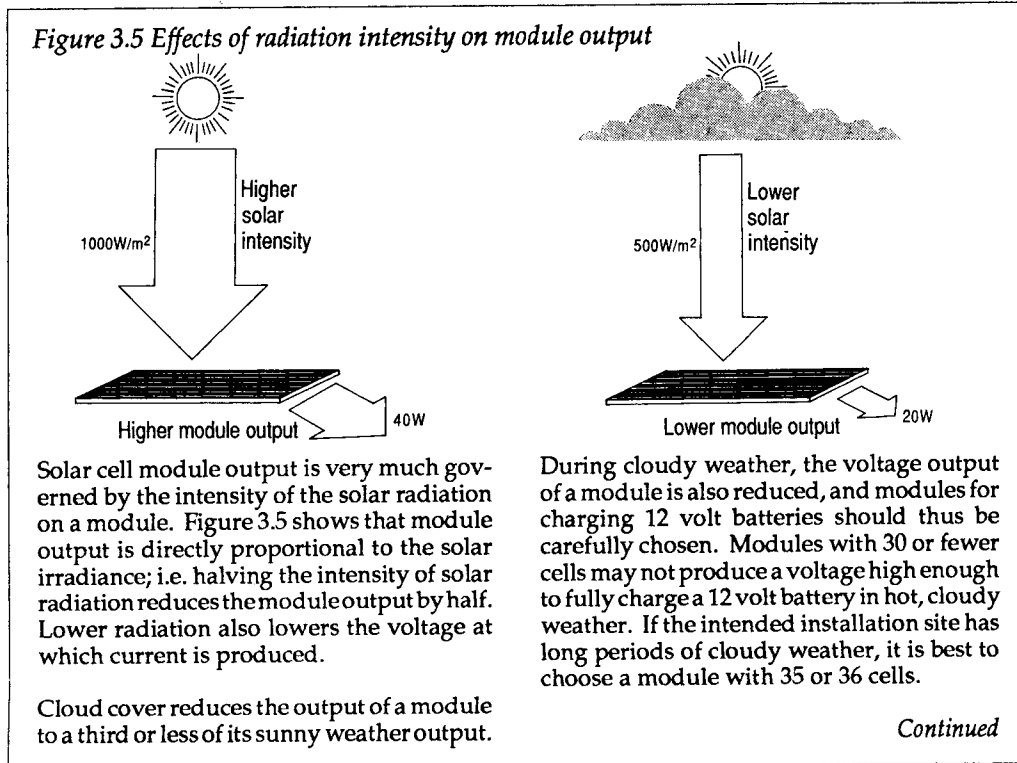 Figure 3.5 Effects of radiation intensity on module output
Higher
solar
intensity
1000W/m²
Higher module output
40W
Lower
solar
intensity
500W/m²
Lower module output
20W
Solar cell module output is very much gov-
erned by the intensity of the solar radiation
on a module. Figure 3.5 shows that module
output is directly proportional to the solar
irradiance; i.e. halving the intensity of solar
radiation reduces the module output by half.
Lower radiation also lowers the voltage at
which current is produced.
Cloud cover reduces the output of a module
to a third or less of its sunny weather output.
During cloudy weather, the voltage output
of a module is also reduced, and modules for
charging 12 volt batteries should thus be
carefully chosen. Modules with 30 or fewer
cells may not produce a voltage high enough
to fully charge a 12 volt battery in hot, cloudy
weather. If the intended installation site has
long periods of cloudy weather, it is best to
choose a module with 35 or 36 cells.
Continued